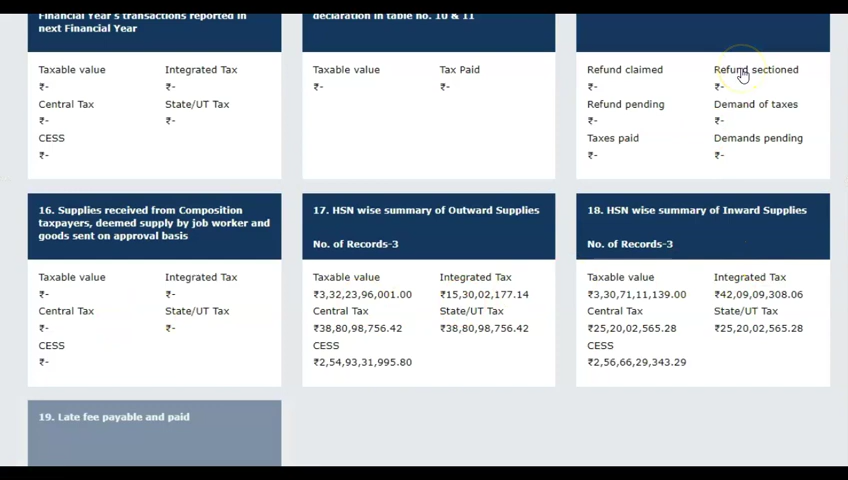 Financial Year's transactions reported in
next Financial Year
Taxable value Integrated Tax
₹- ₹-
Central Tax State/UT Tax
₹- ₹-
CESS
₹-
declaration in table no. 10 & 11
Taxable value Tax Paid
₹- ₹-
Refund claimed Refund sectioned
₹- ₹-
Refund pending Demand of taxes
₹- ₹-
Taxes paid Demands pending
₹- ₹-
16. Supplies received from Composition
taxpayers, deemed supply by job worker and
goods sent on approval basis
Taxable value Integrated Tax
₹- ₹-
Central Tax State/UT Tax
₹- ₹-
CESS
₹-
17. HSN wise summary of Outward Supplies
No. of Records-3
Taxable value Integrated Tax
₹3,32,23,96,001.00 ₹15,30,02,177.14
Central Tax State/UT Tax
₹38,80,98,756.42 ₹38,80,98,756.42
CESS
₹2,54,93,31,995.80
18. HSN wise summary of Inward Supplies
No. of Records-3
Taxable value Integrated Tax
₹3,30,71,11,139.00 ₹42,09,09,308.06
Central Tax State/UT Tax
₹25,20,02,565.28 ₹25,20,02,565.28
CESS
₹2,56,66,29,343.29
19. Late fee payable and paid